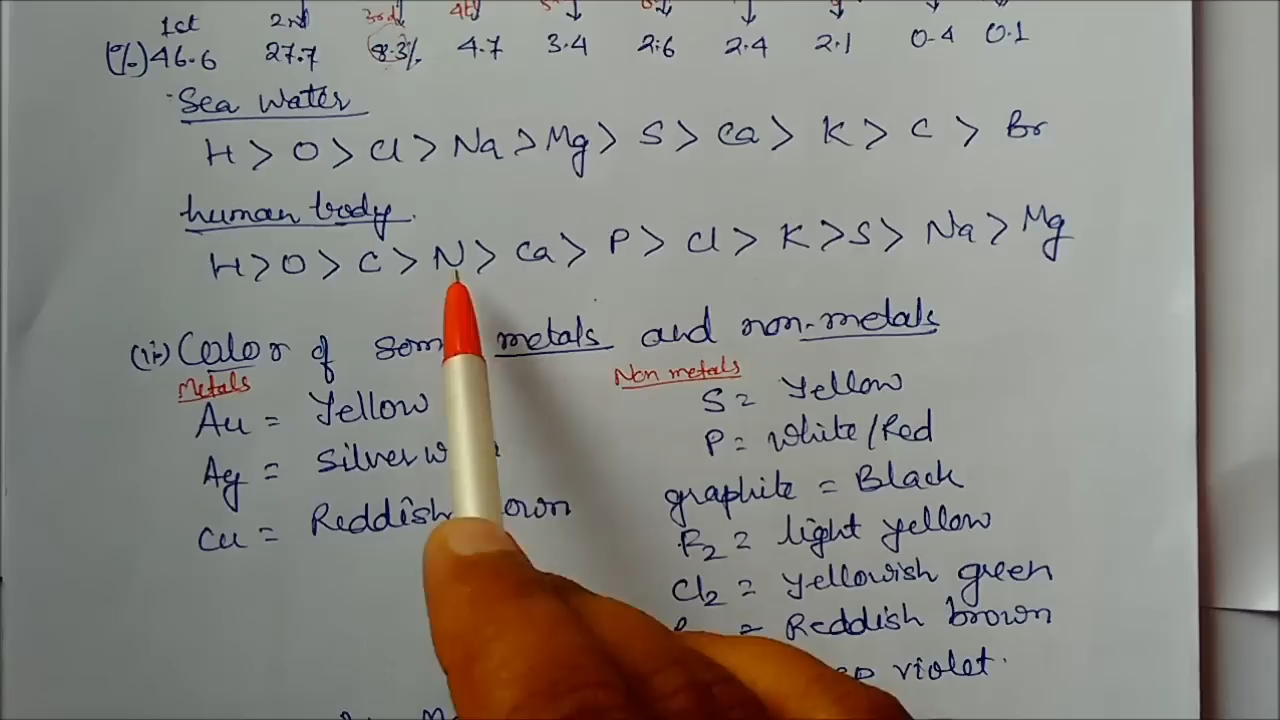 1st 2nd 3rd 4th
(%) 46.6 27.7 8.3% 4.7 3.4 2.6 2.4 2.1 0.4 0.1
Sea Water
H > O > Cl > Na > Mg > S > Ca > K > C > Br
human body.
H > O > C > N > Ca > P > Cl > K > S > Na > Mg
(ii) Color of som metals and non-metals
Metals
Au = Yellow
Ag = Silver w
Cu = Reddish own
Non metals
S = Yellow
P = White/Red
graphite = Black
F2 = light yellow
Cl2 = Yellowish green
= Reddish brown
violet.